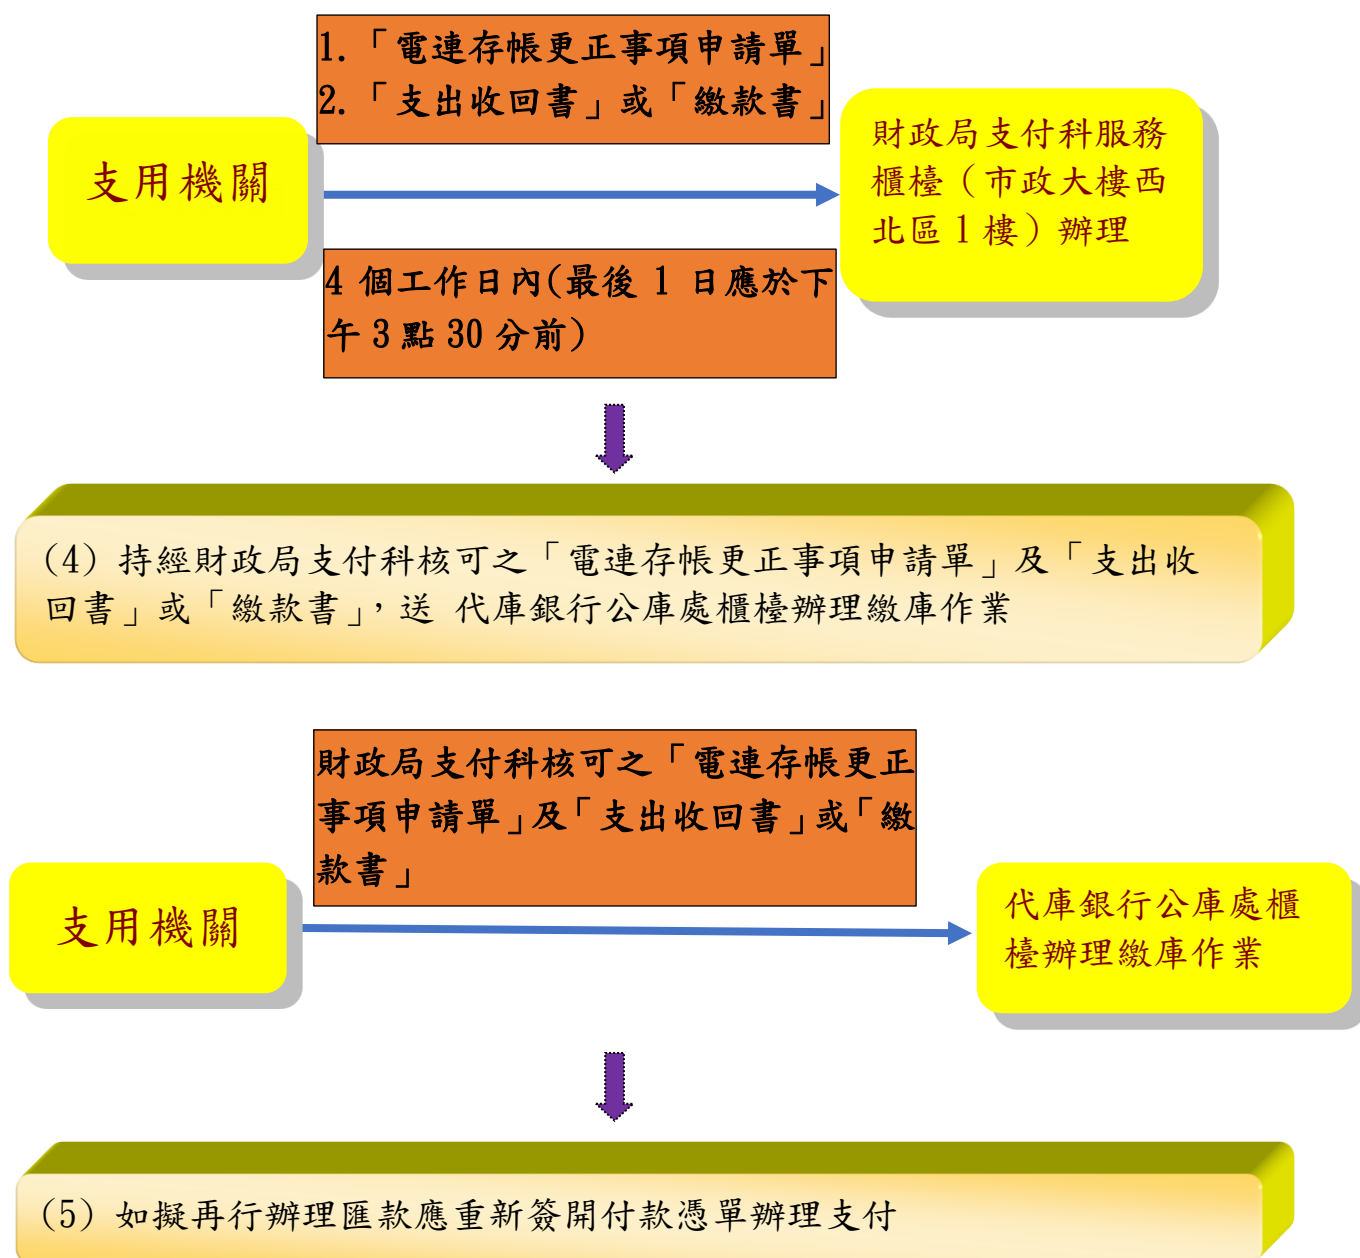 1.「電連存帳更正事項申請單」
2.「支出收回書」或「繳款書」
支用機關
財政局支付科服務
櫃檯（市政大樓西
北區1樓）辦理
4 個工作日內(最後 1 日應於下
午 3 點 30 分前)
(4) 持經財政局支付科核可之「電連存帳更正事項申請單」及「支出收
回書」或「繳款書」，送 代庫銀行公庫處櫃檯辦理繳庫作業
財政局支付科核可之「電連存帳更正
事項申請單」及「支出收回書」或「繳
款書」
支用機關
代庫銀行公庫處櫃
檯辦理繳庫作業
(5) 如擬再行辦理匯款應重新簽開付款憑單辦理支付